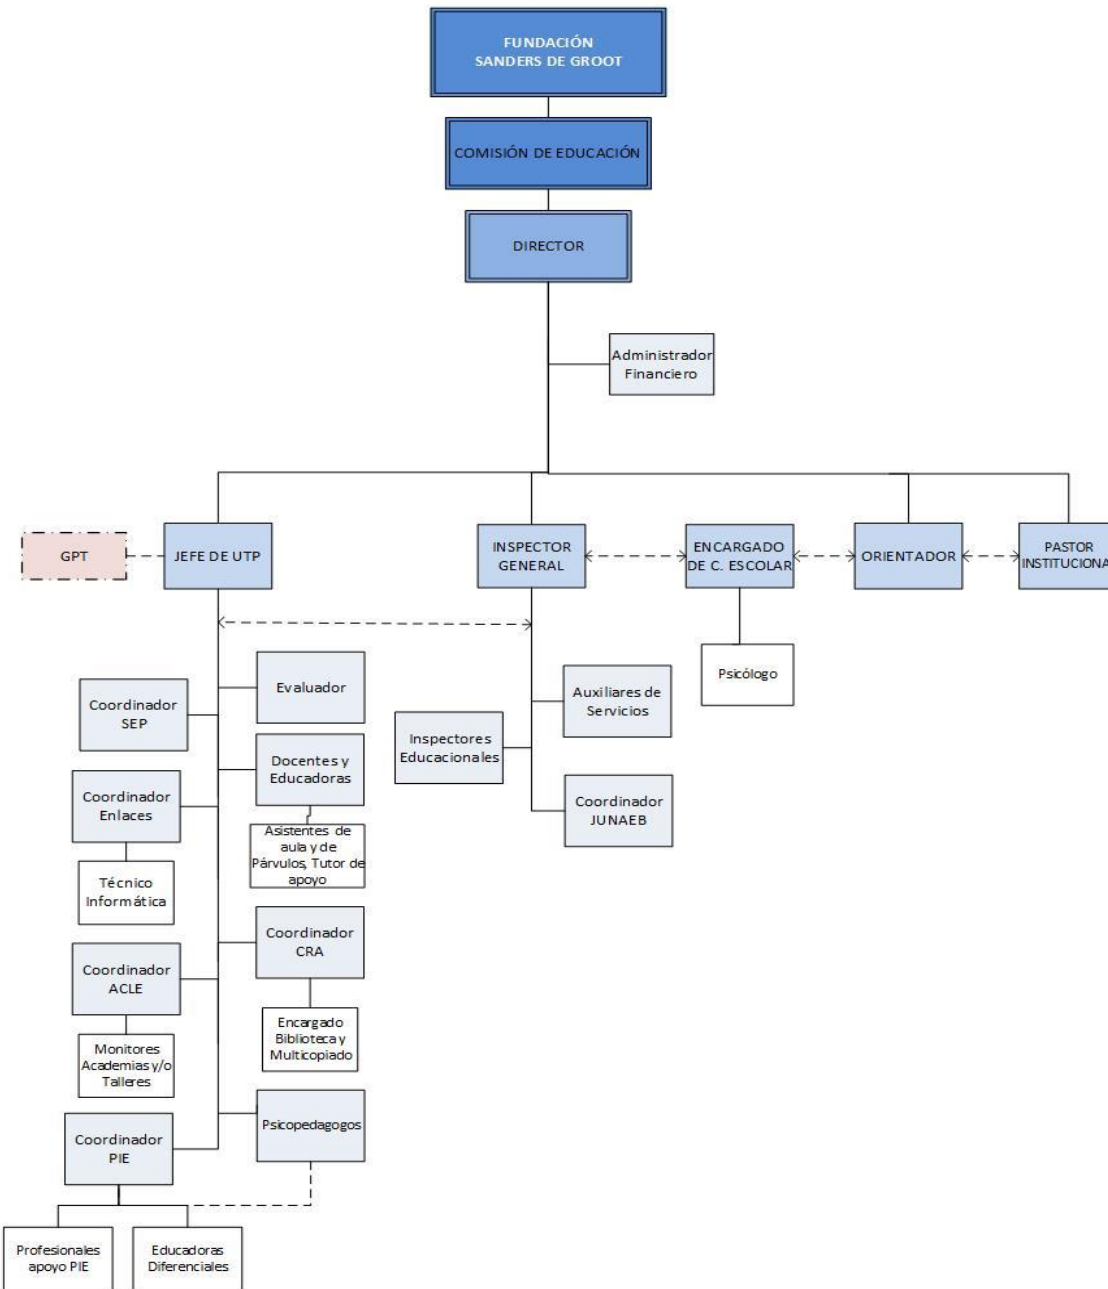 FUNDACIÓN
SANDERS DE GROOT
COMISIÓN DE EDUCACIÓN
DIRECTOR
Administrador
Financiero
GPT
JEFE DE UTP
INSPECTOR
GENERAL
ENCARGADO
DE C. ESCOLAR
ORIENTADOR
PASTOR
INSTITUCIONA
Evaluador
Coordinador
SEP
Psicólogo
Auxiliares de
Servicios
Inspectores
Educacionales
Docentes y
Educadoras
Coordinador
Enlaces
Coordinador
JUNAEB
Asistentes de
aula y de
Párvulos, Tutor de
apoyo
Técnico
Informática
Coordinador
CRA
Coordinador
ACLE
Encargado
Biblioteca y
Multicopiado
Monitores
Academias y/o
Talleres
Psicopedagogos
Coordinador
PIE
Profesionales
apoyo PIE
Educadoras
Diferenciales